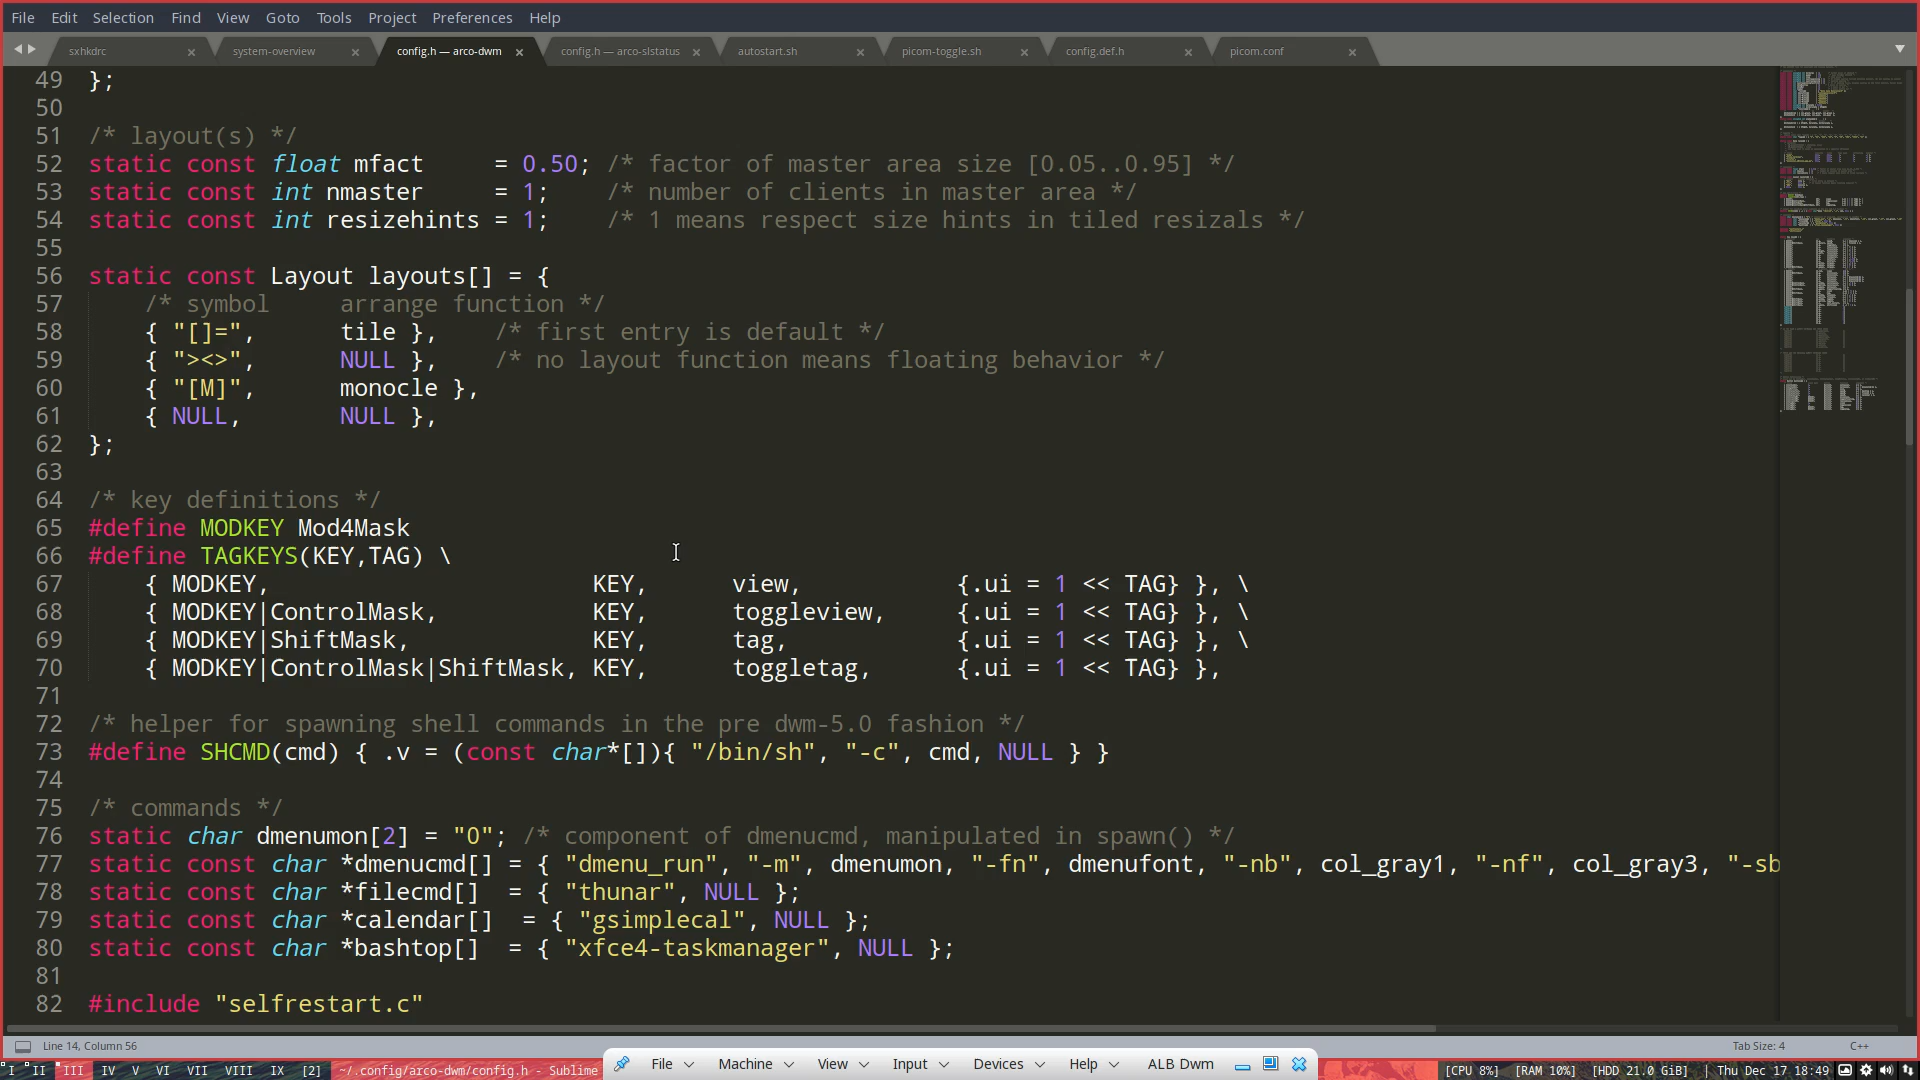 File Edit Selection Find View Goto Tools Project Preferences Help
sxhkdrc × system-overview × config.h — arco-dwm × config.h — arco-slstatus × autostart.sh × picom-toggle.sh × config.def.h × picom.conf ×
49 };
50
51 /* layout(s) */
52 static const float mfact     = 0.50; /* factor of master area size [0.05..0.95] */
53 static const int nmaster     = 1;    /* number of clients in master area */
54 static const int resizehints = 1;    /* 1 means respect size hints in tiled resizals */
55
56 static const Layout layouts[] = {
57     /* symbol     arrange function */
58     { "[]=",      tile },    /* first entry is default */
59     { "><>",      NULL },    /* no layout function means floating behavior */
60     { "[M]",      monocle },
61     { NULL,       NULL },
62 };
63
64 /* key definitions */
65 #define MODKEY Mod4Mask
66 #define TAGKEYS(KEY,TAG) \
67     { MODKEY,                       KEY,      view,           {.ui = 1 << TAG} }, \
68     { MODKEY|ControlMask,           KEY,      toggleview,     {.ui = 1 << TAG} }, \
69     { MODKEY|ShiftMask,             KEY,      tag,            {.ui = 1 << TAG} }, \
70     { MODKEY|ControlMask|ShiftMask, KEY,      toggletag,      {.ui = 1 << TAG} },
71
72 /* helper for spawning shell commands in the pre dwm-5.0 fashion */
73 #define SHCMD(cmd) { .v = (const char*[]){ "/bin/sh", "-c", cmd, NULL } }
74
75 /* commands */
76 static char dmenumon[2] = "0"; /* component of dmenucmd, manipulated in spawn() */
77 static const char *dmenucmd[] = { "dmenu_run", "-m", dmenumon, "-fn", dmenufont, "-nb", col_gray1, "-nf", col_gray3, "-sb
78 static const char *filecmd[]  = { "thunar", NULL };
79 static const char *calendar[]  = { "gsimplecal", NULL };
80 static const char *bashtop[]  = { "xfce4-taskmanager", NULL };
81
82 #include "selfrestart.c"
Line 14, Column 56 Tab Size: 4 C++
I II III IV V VI VII VIII IX [2] ~/.config/arco-dwm/config.h - Sublime File Machine View Input Devices Help ALB Dwm [CPU 8%] [RAM 10%] [HDD 21.0 GiB] | Thu Dec 17 18:49